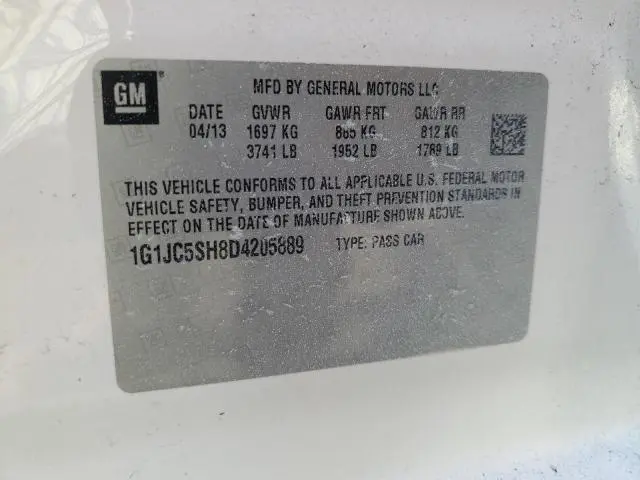 GM®
MFD BY GENERAL MOTORS LLC
DATE GVWR GAWR FRT GAWR RR
04/13 1697 KG 885 KG 812 KG
3741 LB 1952 LB 1789 LB
THIS VEHICLE CONFORMS TO ALL APPLICABLE U.S. FEDERAL MOTOR
VEHICLE SAFETY, BUMPER, AND THEFT PREVENTION STANDARDS IN
EFFECT ON THE DATE OF MANUFACTURE SHOWN ABOVE.
1G1JC5SH8D4205889 TYPE: PASS CAR